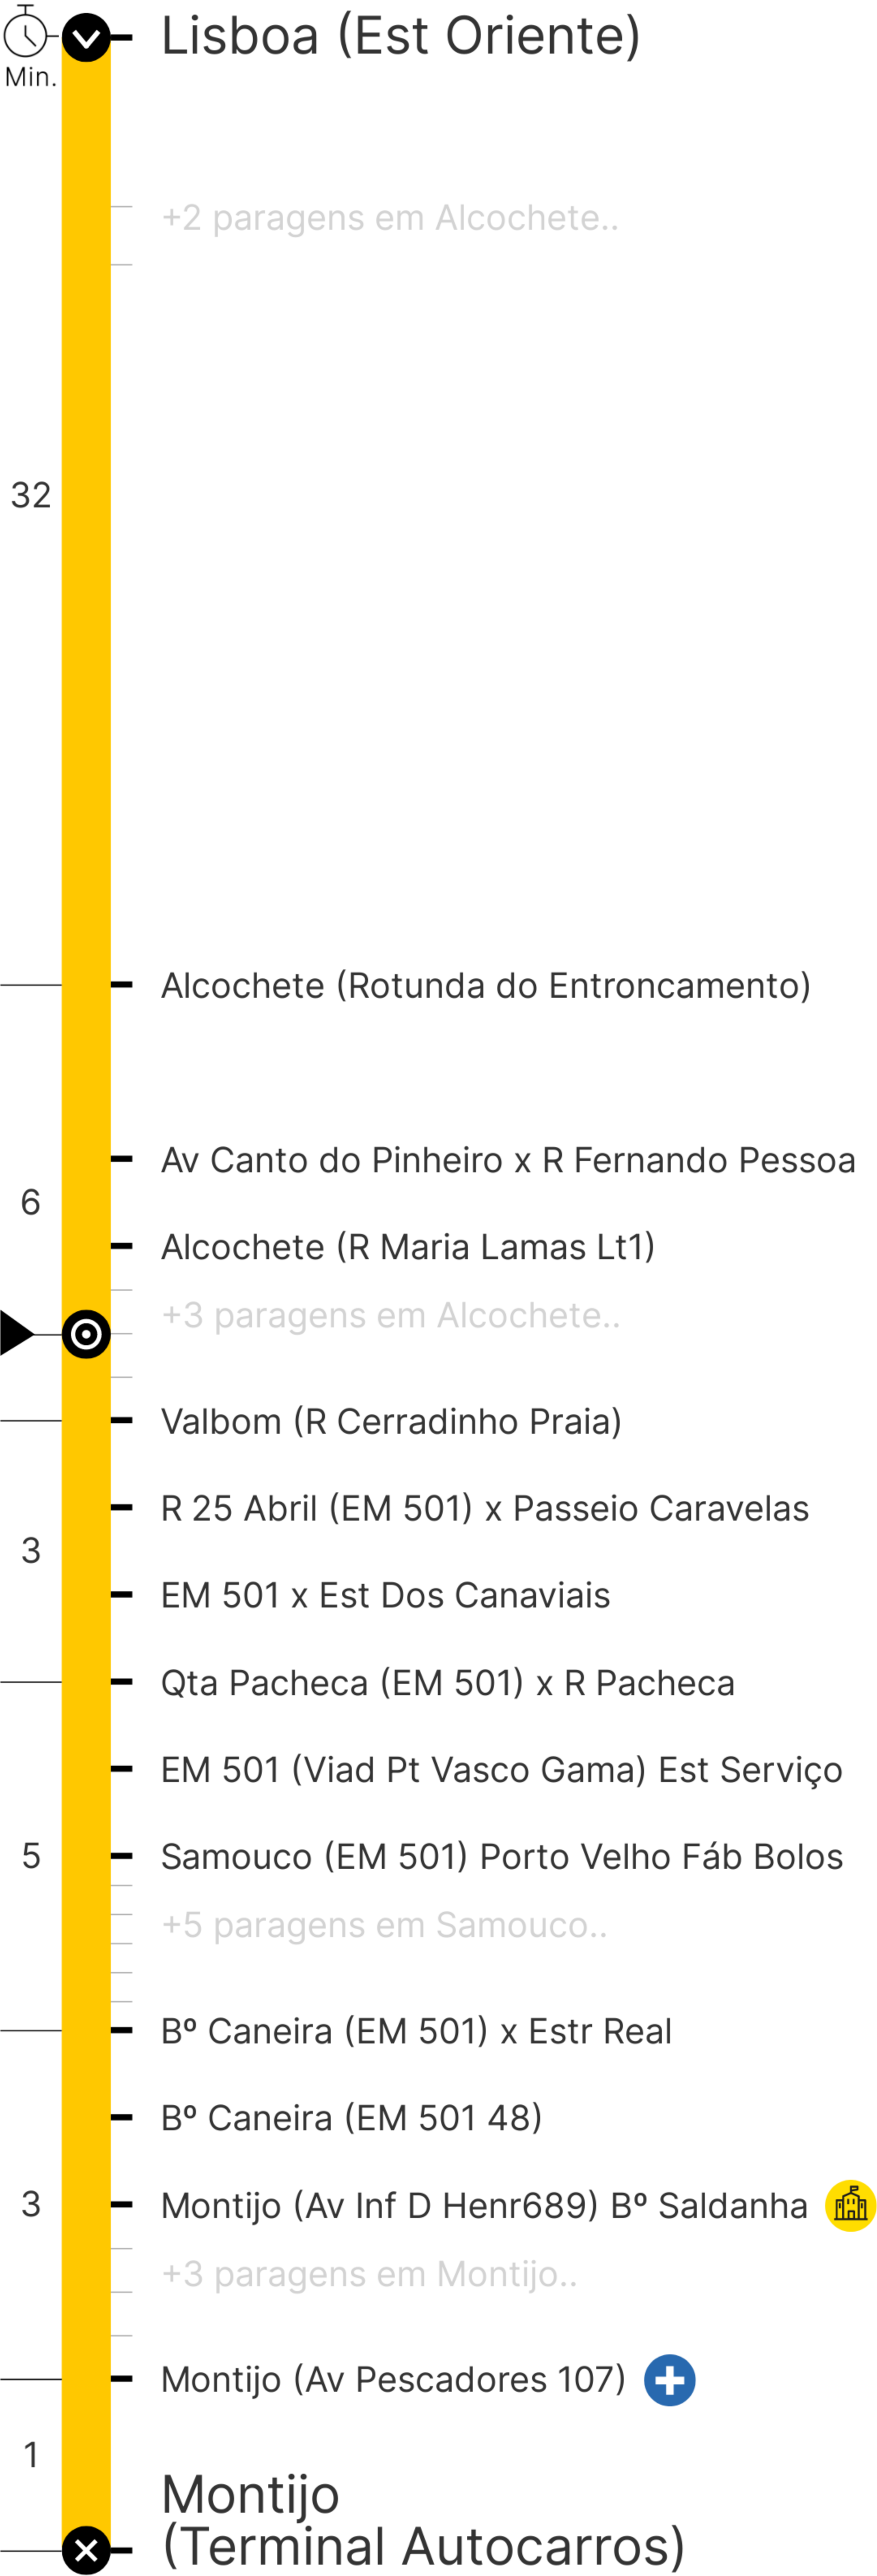 Lisboa (Est Oriente)
Min.
+2 paragens em Alcochete..
32
Alcochete (Rotunda do Entroncamento)
Av Canto do Pinheiro x R Fernando Pessoa
6
Alcochete (R Maria Lamas Lt1)
+3 paragens em Alcochete..
Valbom (R Cerradinho Praia)
R 25 Abril (EM 501) x Passeio Caravelas
3
EM 501 x Est Dos Canaviais
Qta Pacheca (EM 501) x R Pacheca
EM 501 (Viad Pt Vasco Gama) Est Serviço
5
Samouco (EM 501) Porto Velho Fáb Bolos
+5 paragens em Samouco..
Bº Caneira (EM 501) x Estr Real
Bº Caneira (EM 501 48)
3
Montijo (Av Inf D Henr689) Bº Saldanha
+3 paragens em Montijo..
Montijo (Av Pescadores 107)
1
Montijo
(Terminal Autocarros)